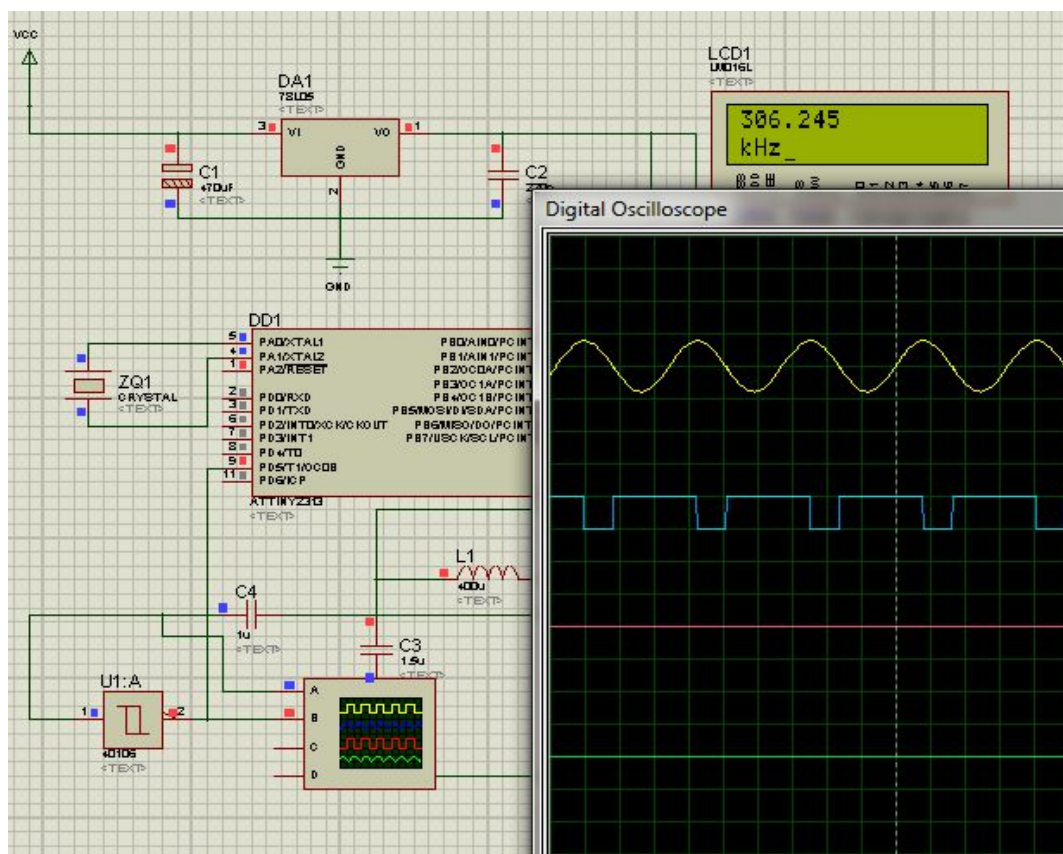 VCC
DA1
78L05
<TEXT>
3
VI
VO
1
GND
2
C1
470uF
<TEXT>
C2
GND
LCD1
LM016L
<TEXT>
306.245
kHz_
Digital Oscilloscope
DD1
5
PA0/XTAL1
4
PA1/XTAL2
1
PA2/RESET
2
PD0/RXD
3
PD1/TXD
6
PD2/INT0/XCK/CKOUT
7
PD3/INT1
8
PD4/T0
9
PD5/T1/OC0B
11
PD6/ICP
PB0/AIN0/PCINT
PB1/AIN1/PCINT
PB2/OC0A/PCINT
PB3/OC1A/PCINT
PB4/OC1B/PCINT
PB5/MOSI/DI/SDA/PCINT
PB6/MISO/DO/PCINT
PB7/USCK/SCL/PCINT
ATTINY2313
<TEXT>
ZQ1
CRYSTAL
<TEXT>
L1
400u
<TEXT>
C4
1u
<TEXT>
C3
1.5u
<TEXT>
U1:A
1
2
40106
<TEXT>
A
B
C
D